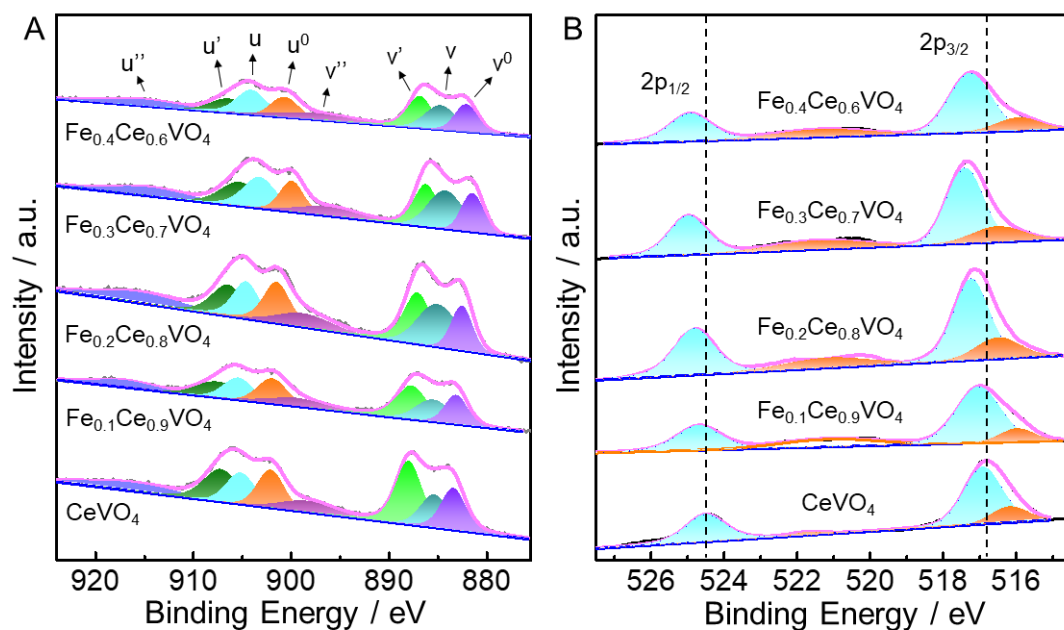 A
u’’
u’
u
u⁰
v’’
v’
v
v⁰
Fe₀.₄Ce₀.₆VO₄
Fe₀.₃Ce₀.₇VO₄
Fe₀.₂Ce₀.₈VO₄
Fe₀.₁Ce₀.₉VO₄
CeVO₄
Intensity / a.u.
920 910 900 890 880
Binding Energy / eV
B
2p₁/₂
2p₃/₂
Fe₀.₄Ce₀.₆VO₄
Fe₀.₃Ce₀.₇VO₄
Fe₀.₂Ce₀.₈VO₄
Fe₀.₁Ce₀.₉VO₄
CeVO₄
Intensity / a.u.
526 524 522 520 518 516
Binding Energy / eV